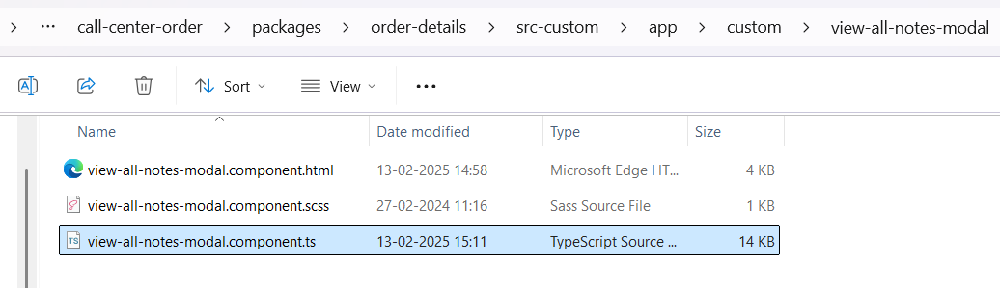 ... call-center-order > packages > order-details > src-custom > app > custom > view-all-notes-modal
Sort View ...
Name Date modified Type Size
view-all-notes-modal.component.html 13-02-2025 14:58 Microsoft Edge HT... 4 KB
view-all-notes-modal.component.scss 27-02-2024 11:16 Sass Source File 1 KB
TS view-all-notes-modal.component.ts 13-02-2025 15:11 TypeScript Source ... 14 KB